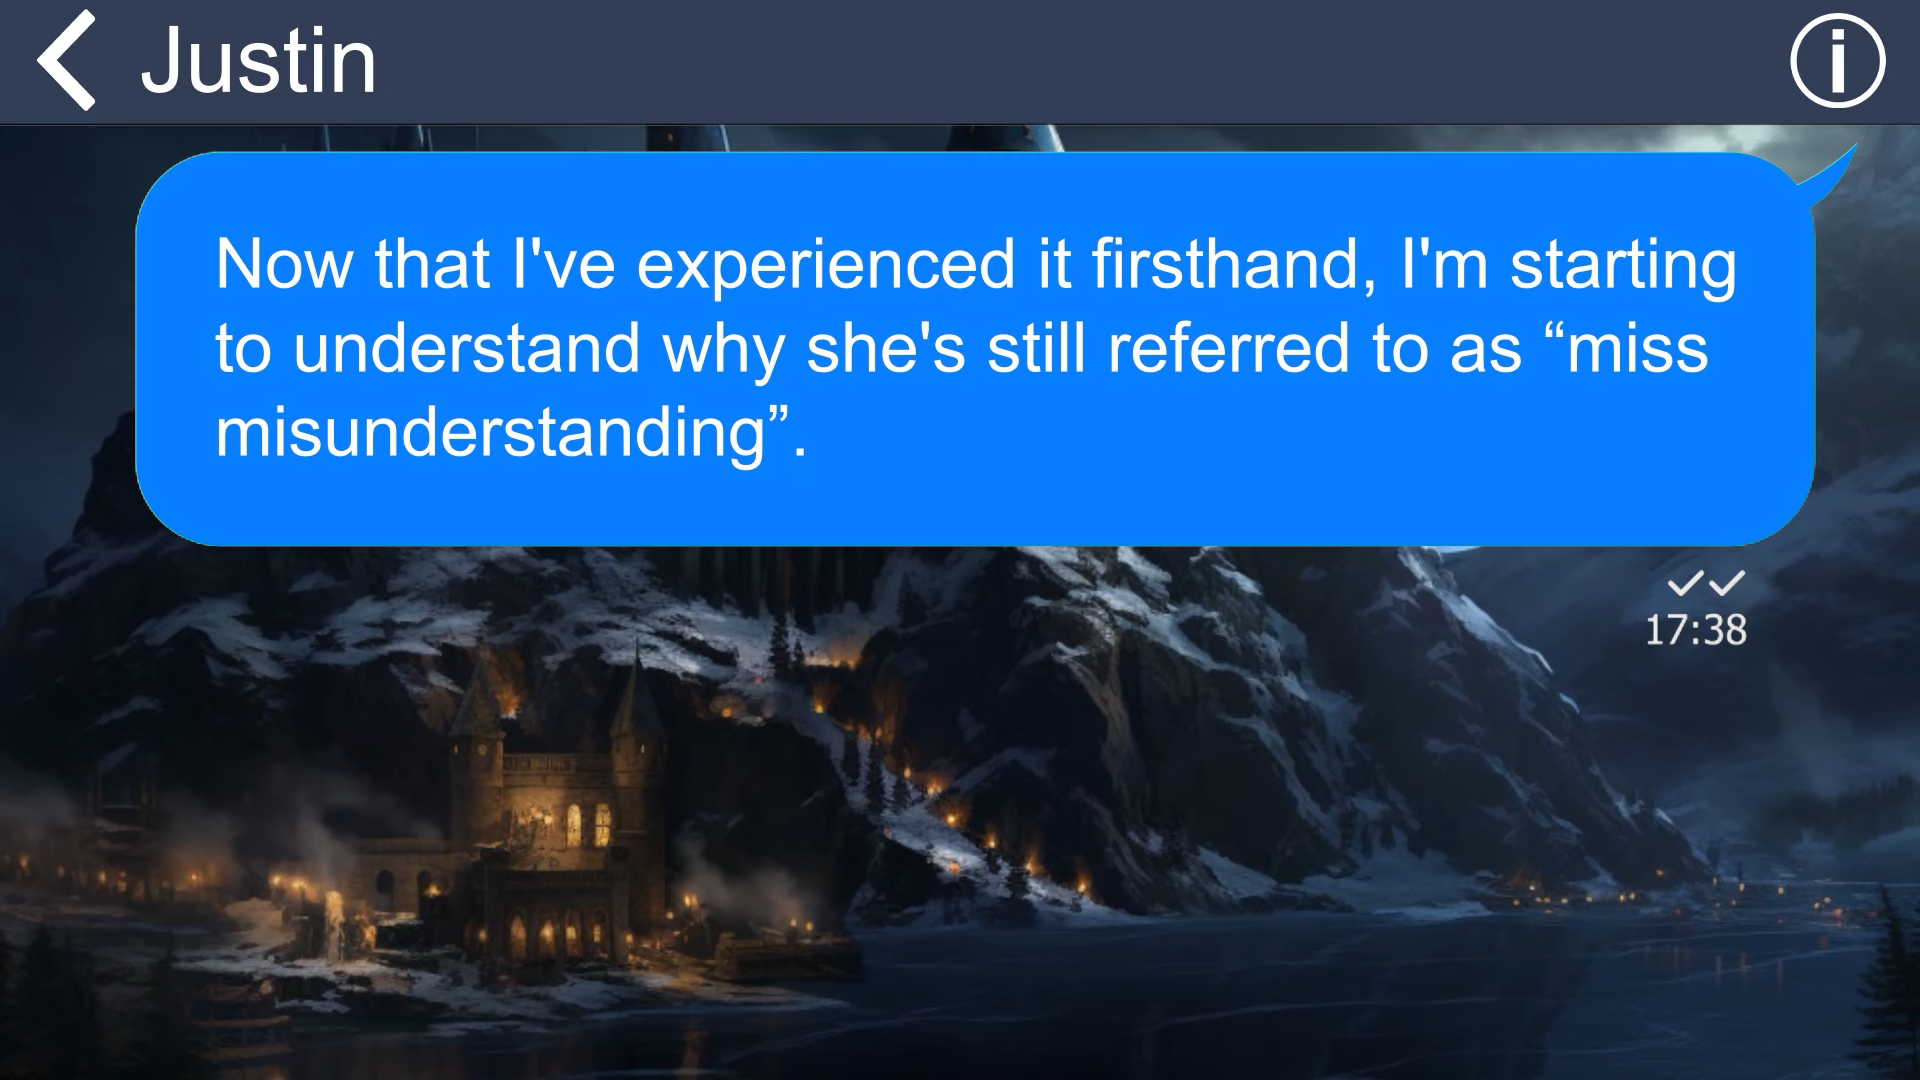 Justin
Now that I've experienced it firsthand, I'm starting
to understand why she's still referred to as “miss
misunderstanding”.
17:38